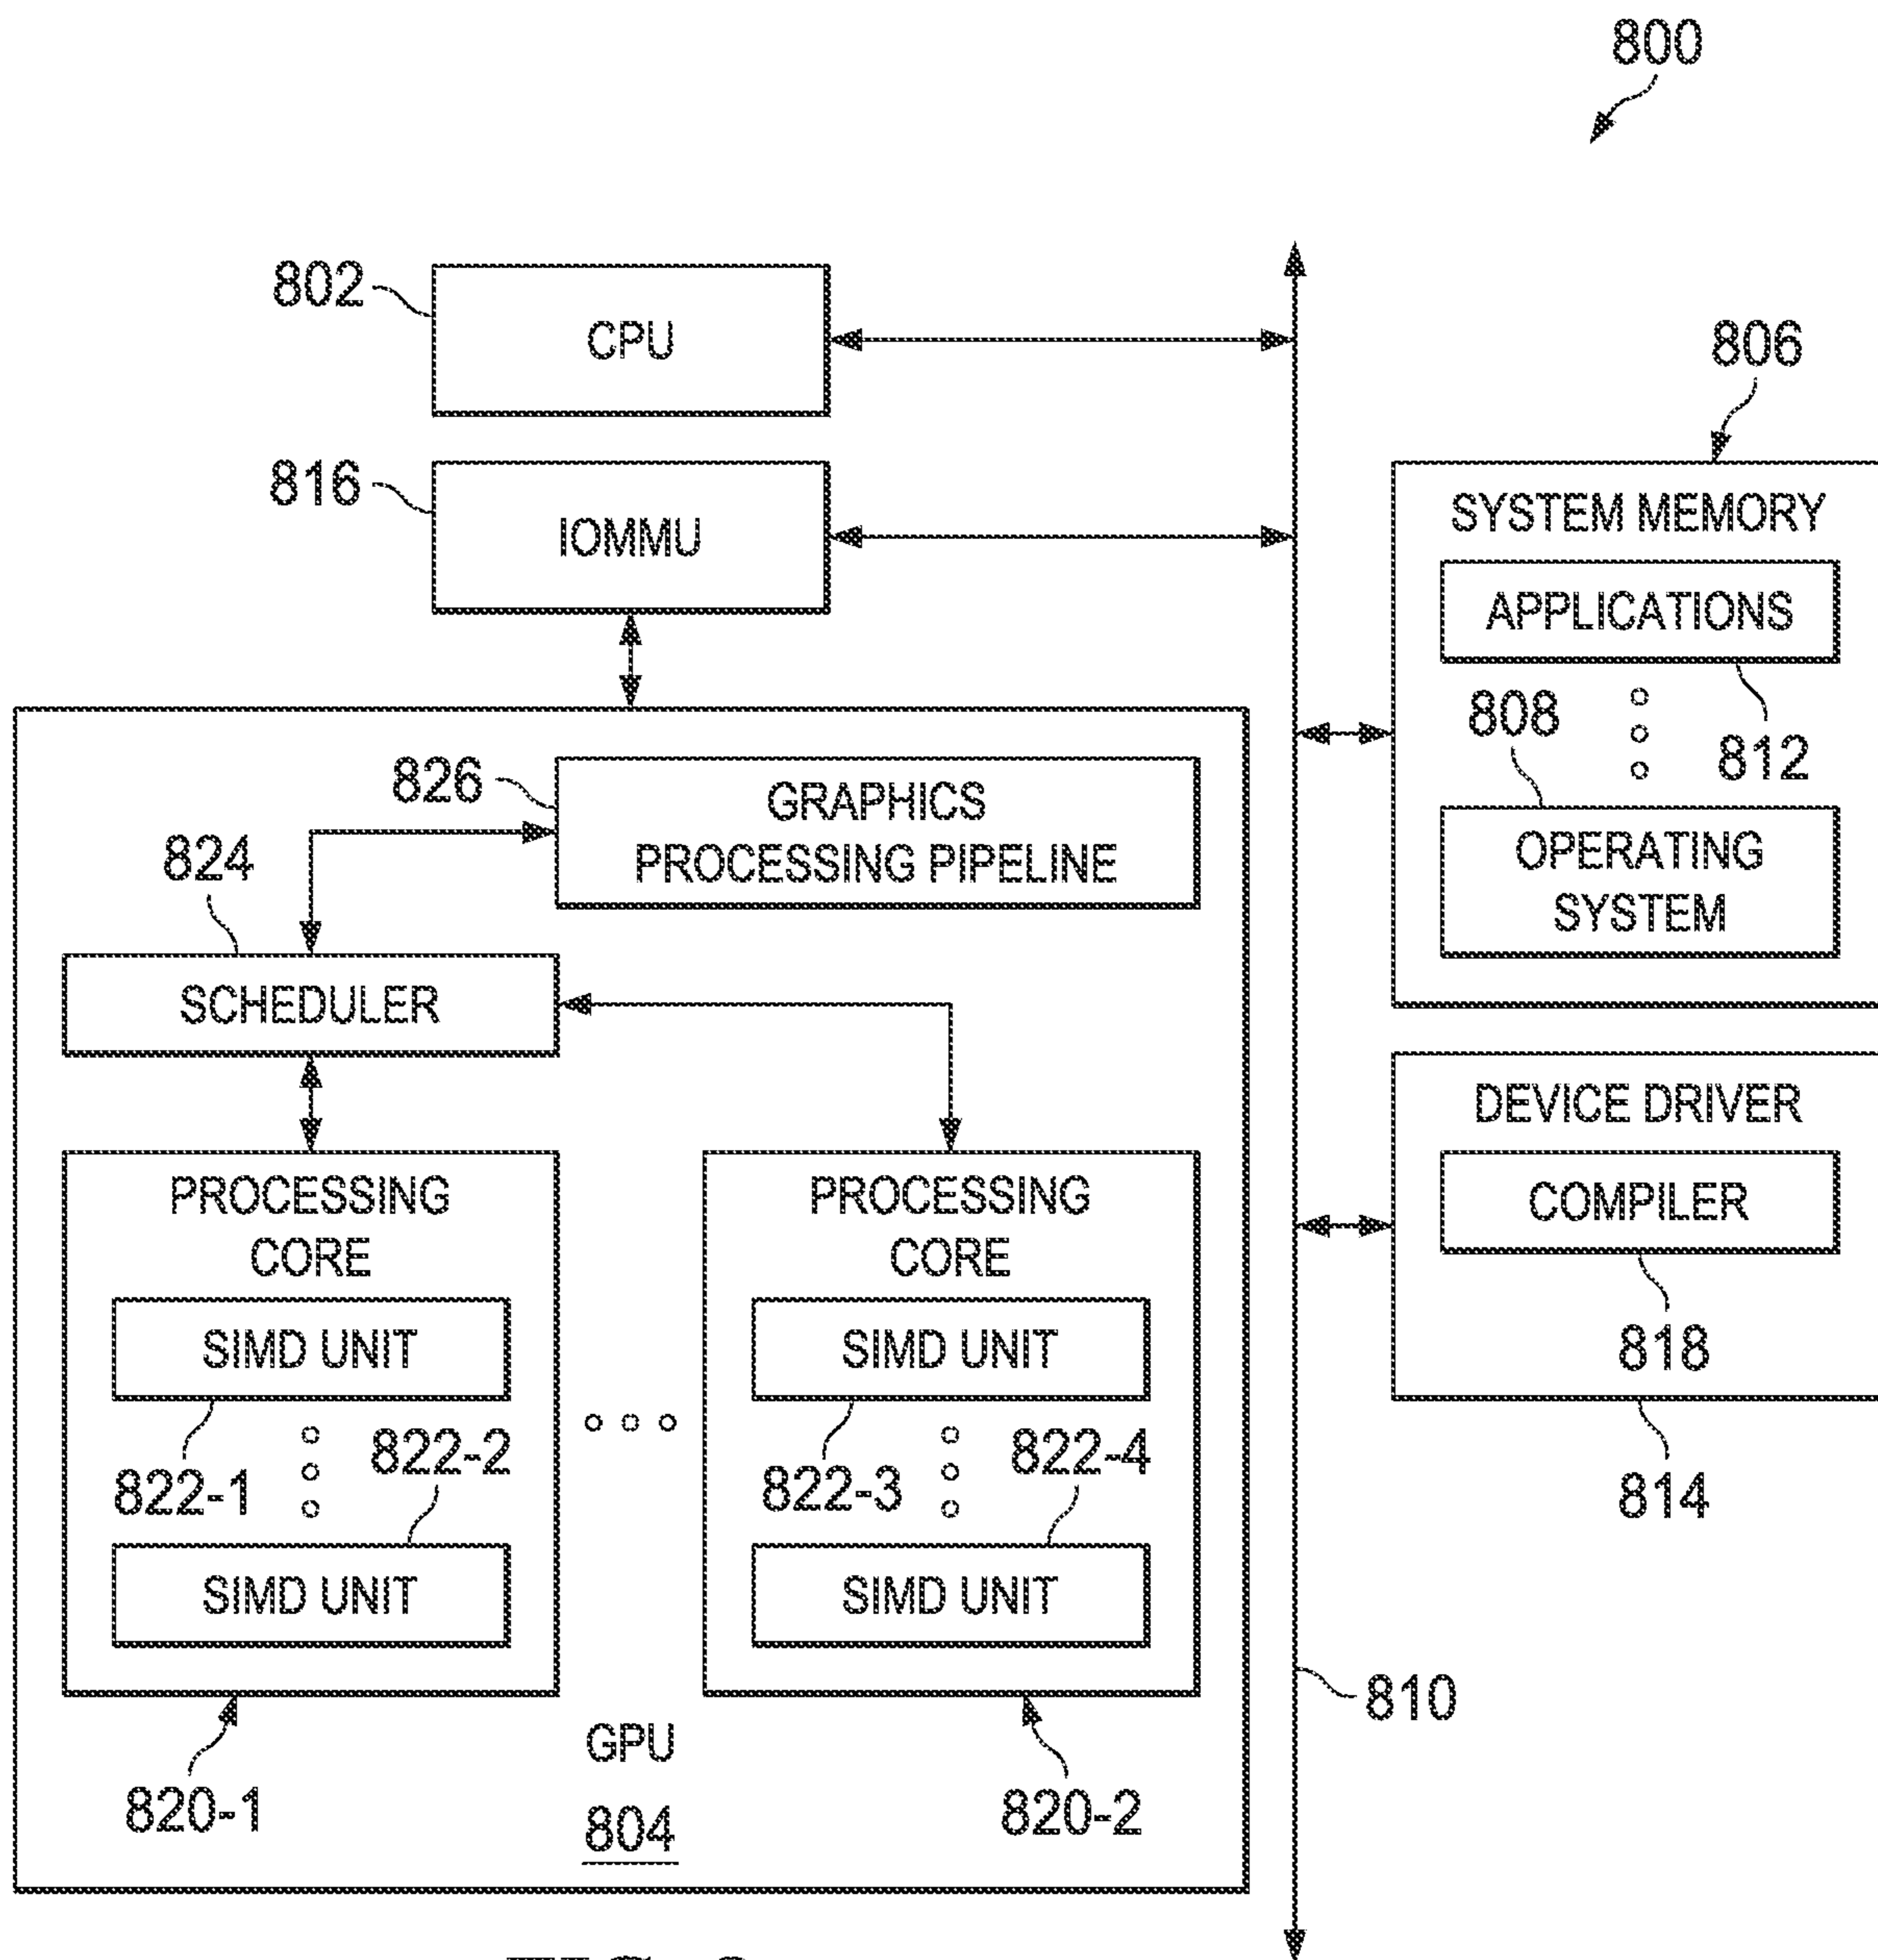 800
802
CPU
806
816
IOMMU
SYSTEM MEMORY
APPLICATIONS
808
812
OPERATING
SYSTEM
826
GRAPHICS
PROCESSING PIPELINE
824
SCHEDULER
DEVICE DRIVER
COMPILER
818
814
PROCESSING
CORE
SIMD UNIT
822-1
822-2
SIMD UNIT
PROCESSING
CORE
SIMD UNIT
822-3
822-4
SIMD UNIT
810
820-1
GPU
804
820-2